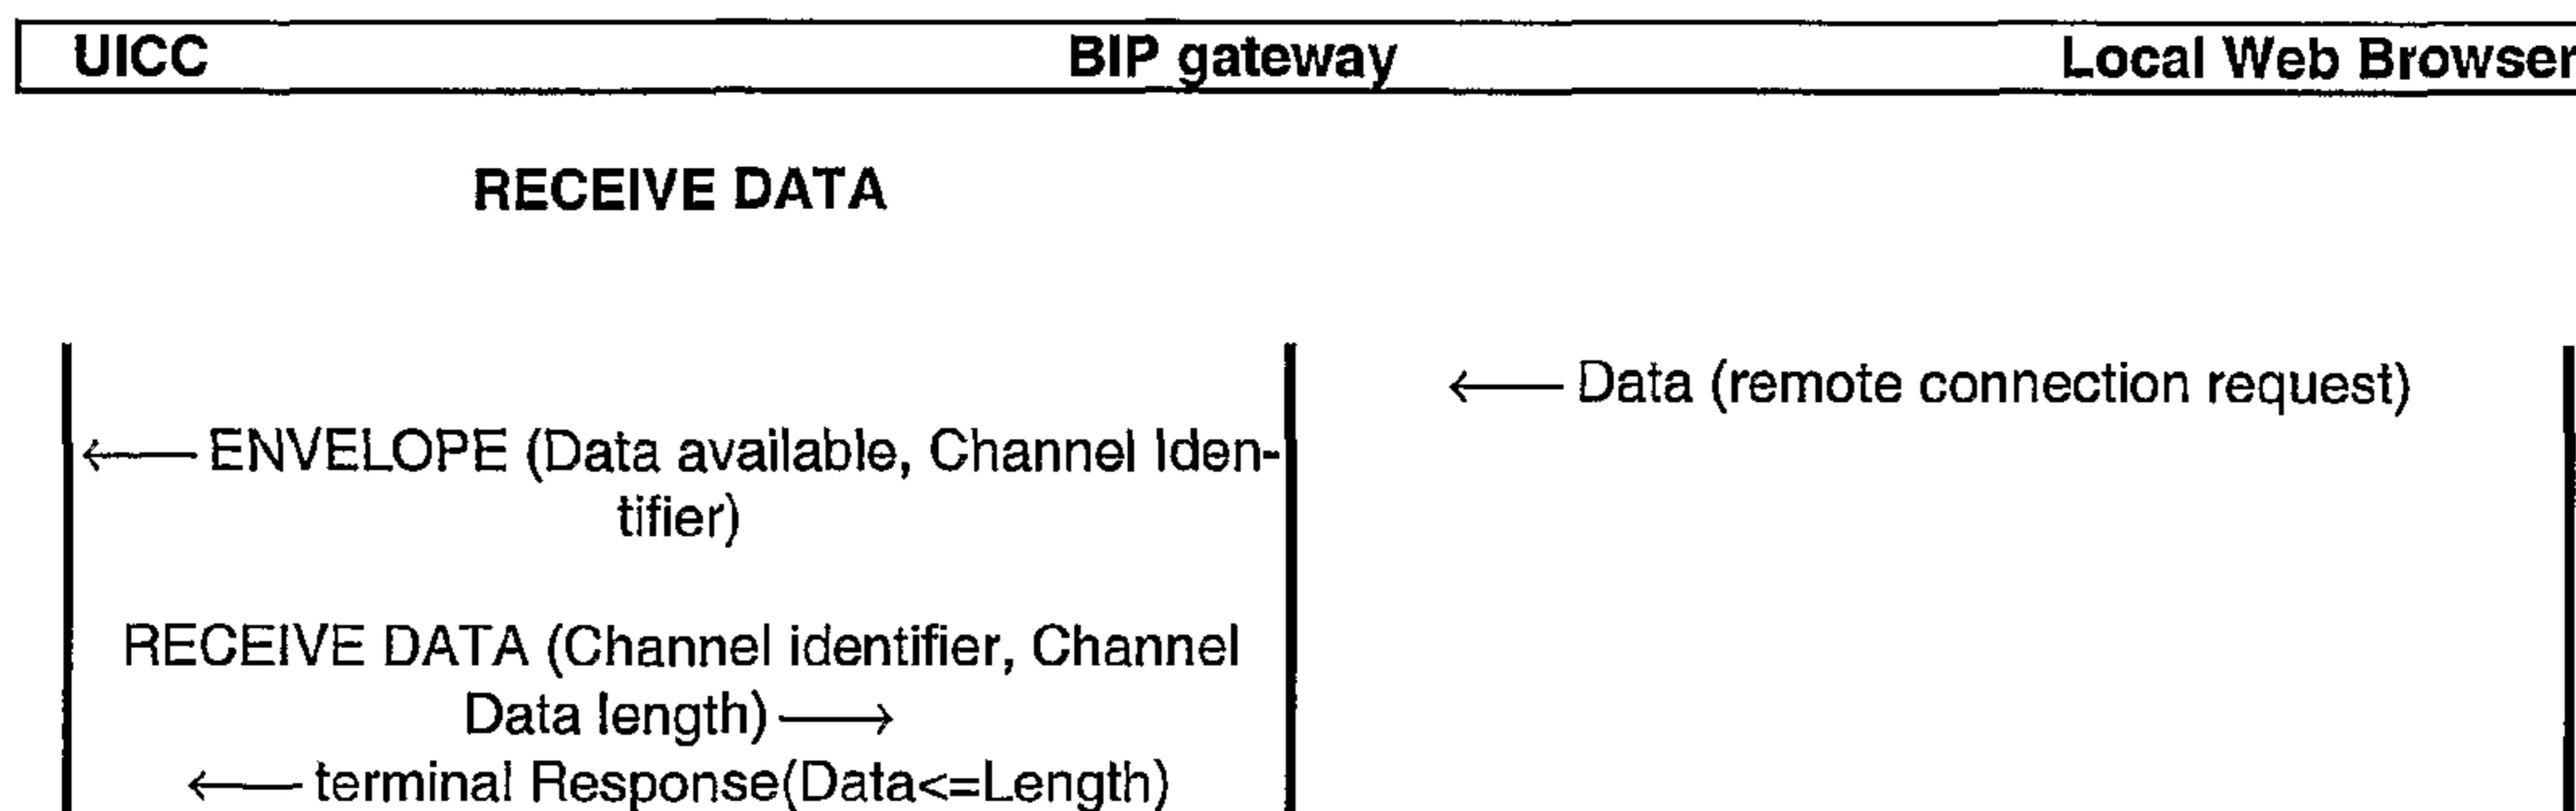 UICC BIP gateway Local Web Browser
RECEIVE DATA
← Data (remote connection request)
← ENVELOPE (Data available, Channel Iden-
tifier)
RECEIVE DATA (Channel identifier, Channel
Data length) →
← terminal Response(Data<=Length)